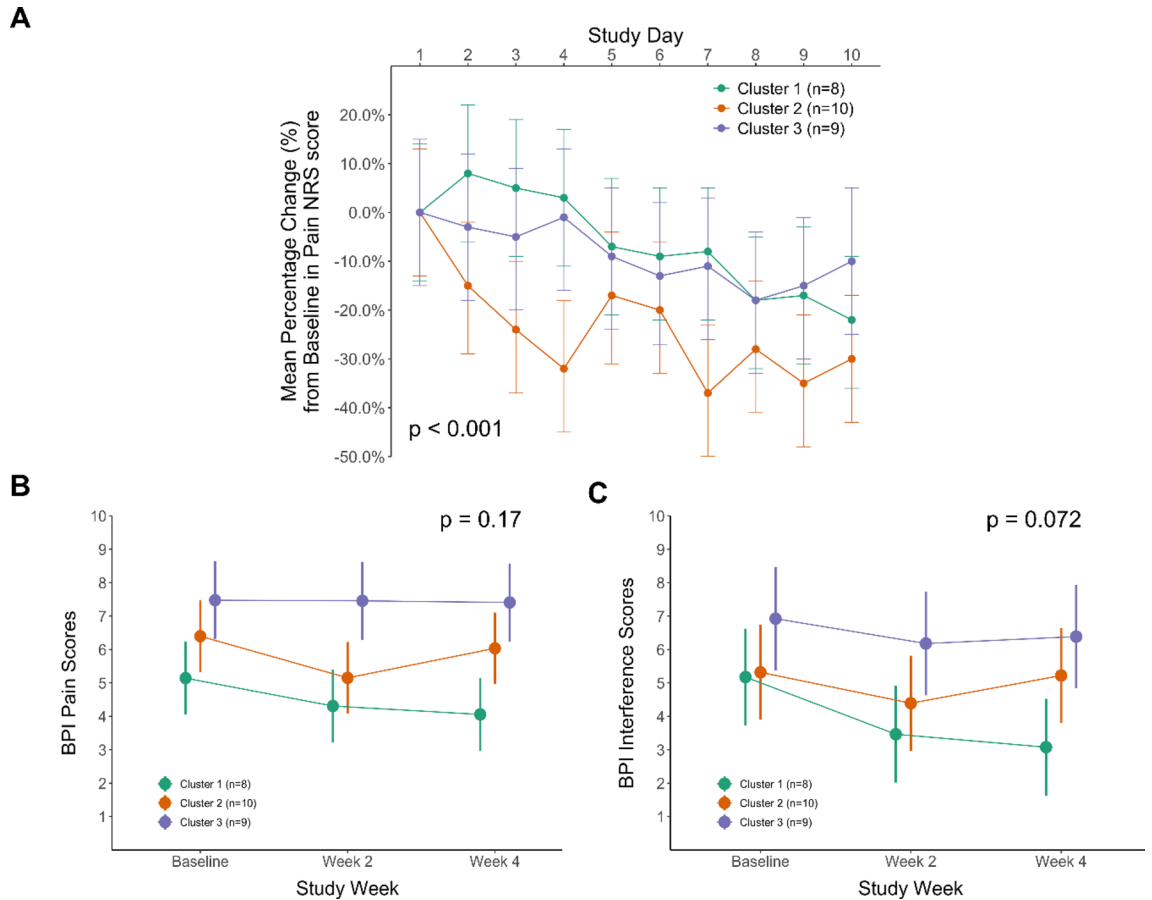 A
Study Day
1 2 3 4 5 6 7 8 9 10
Cluster 1 (n=8)
Cluster 2 (n=10)
Cluster 3 (n=9)
Mean Percentage Change (%)
from Baseline in Pain NRS score
20.0%
10.0%
0.0%
-10.0%
-20.0%
-30.0%
-40.0%
-50.0%
p < 0.001
B
p = 0.17
BPI Pain Scores
10
9
8
7
6
5
4
3
2
1
Cluster 1 (n=8)
Cluster 2 (n=10)
Cluster 3 (n=9)
Baseline Week 2 Week 4
Study Week
C
p = 0.072
BPI Interference Scores
10
9
8
7
6
5
4
3
2
1
Cluster 1 (n=8)
Cluster 2 (n=10)
Cluster 3 (n=9)
Baseline Week 2 Week 4
Study Week